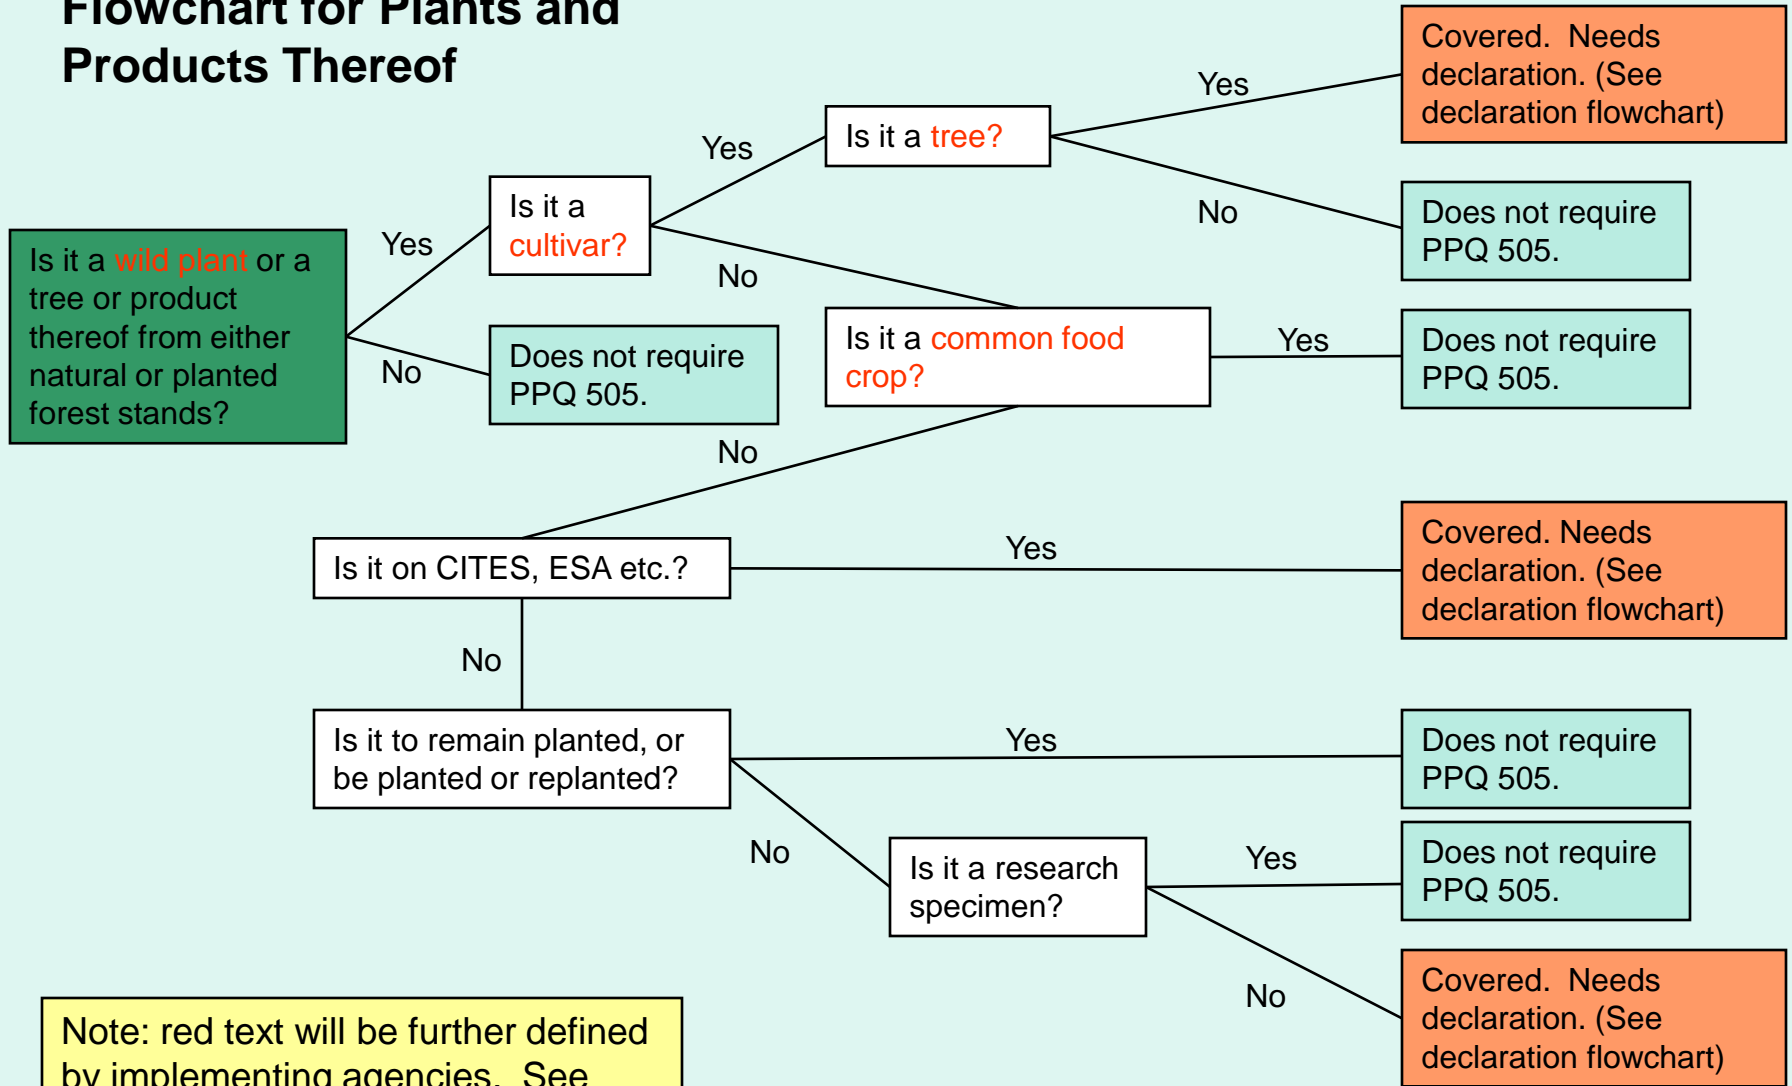 Flowchart for Plants and
Products Thereof
Is it a wild plant or a
tree or product
thereof from either
natural or planted
forest stands?
Yes
No
Is it a
cultivar?
Does not require
PPQ 505.
Yes
No
Is it a tree?
Yes
No
Covered.  Needs
declaration. (See
declaration flowchart)
Does not require
PPQ 505.
Is it a common food
crop?
Yes
Does not require
PPQ 505.
No
Is it on CITES, ESA etc.?
Yes
Covered. Needs
declaration. (See
declaration flowchart)
No
Is it to remain planted, or
be planted or replanted?
Yes
Does not require
PPQ 505.
No
Is it a research
specimen?
Yes
Does not require
PPQ 505.
No
Covered.  Needs
declaration. (See
declaration flowchart)
Note: red text will be further defined
by implementing agencies.  See